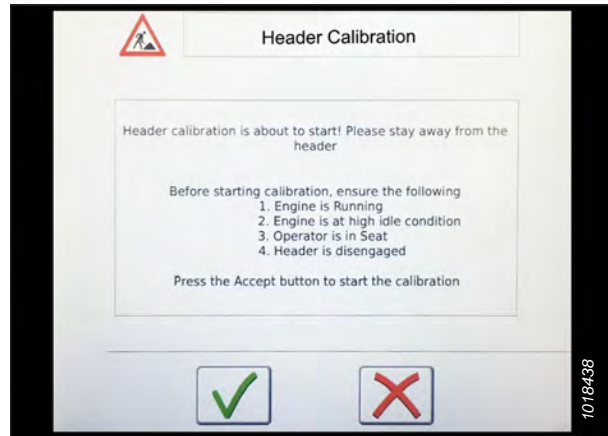 Header Calibration
Header calibration is about to start! Please stay away from the
header
Before starting calibration, ensure the following
1. Engine is Running
2. Engine is at high idle condition
3. Operator is in Seat
4. Header is disengaged
Press the Accept button to start the calibration
1018438